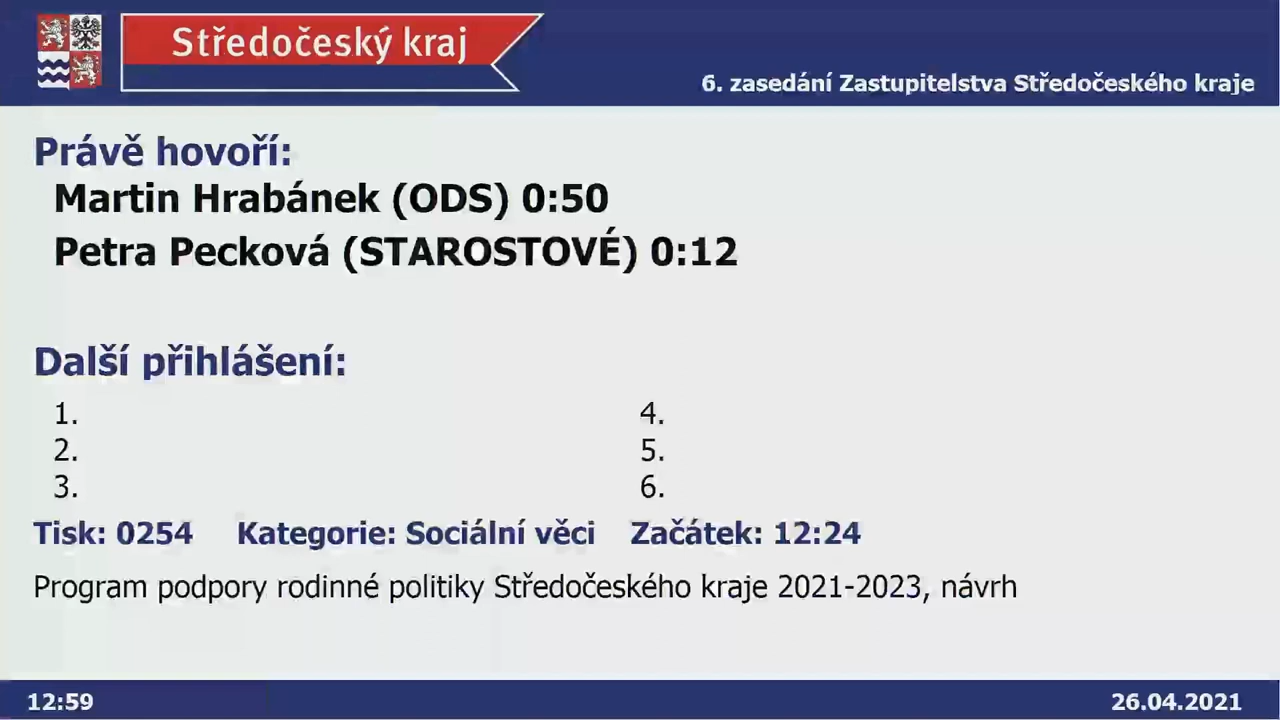 Středočeský kraj
6. zasedání Zastupitelstva Středočeského kraje
Právě hovoří:
Martin Hrabánek (ODS) 0:50
Petra Pecková (STAROSTOVÉ) 0:12
Další přihlášení:
1.
2.
3.
4.
5.
6.
Tisk: 0254 Kategorie: Sociální věci Začátek: 12:24
Program podpory rodinné politiky Středočeského kraje 2021-2023, návrh
12:59
26.04.2021